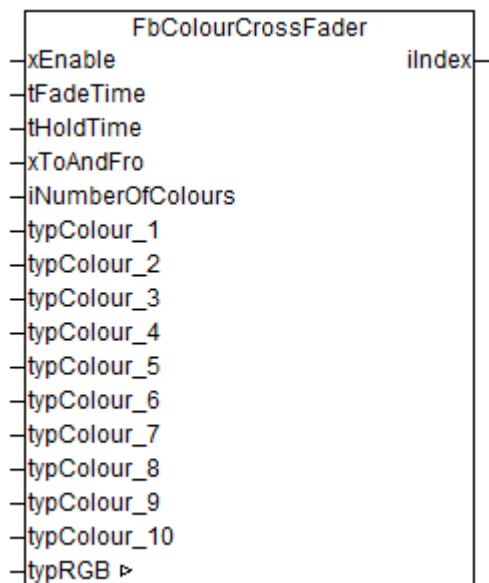 FbColourCrossFader
xEnable iIndex
tFadeTime
tHoldTime
xToAndFro
iNumberOfColours
typColour_1
typColour_2
typColour_3
typColour_4
typColour_5
typColour_6
typColour_7
typColour_8
typColour_9
typColour_10
typRGB ▷